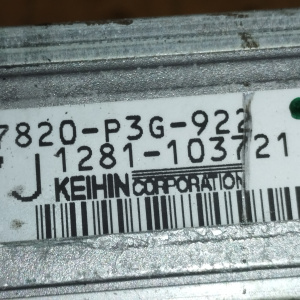 7820-P3G-922
J 1281-103721
KEIHIN CORPORATION